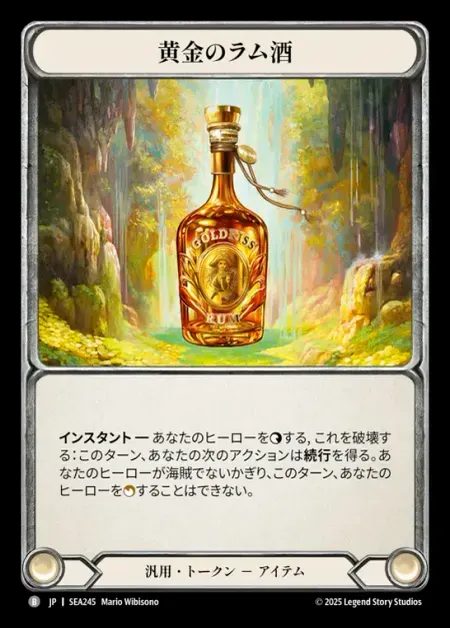 黄金のラム酒
GOLDKISS
RUM
インスタント ー あなたのヒーローをする, これを破壊す
る：このターン、あなたの次のアクションは続行を得る。あ
なたのヒーローが海賊でないかぎり、このターン、あなたの
ヒーローをすることはできない。
汎用・トークン － アイテム
B JP | SEA245 Mario Wibisono
© 2025 Legend Story Studios